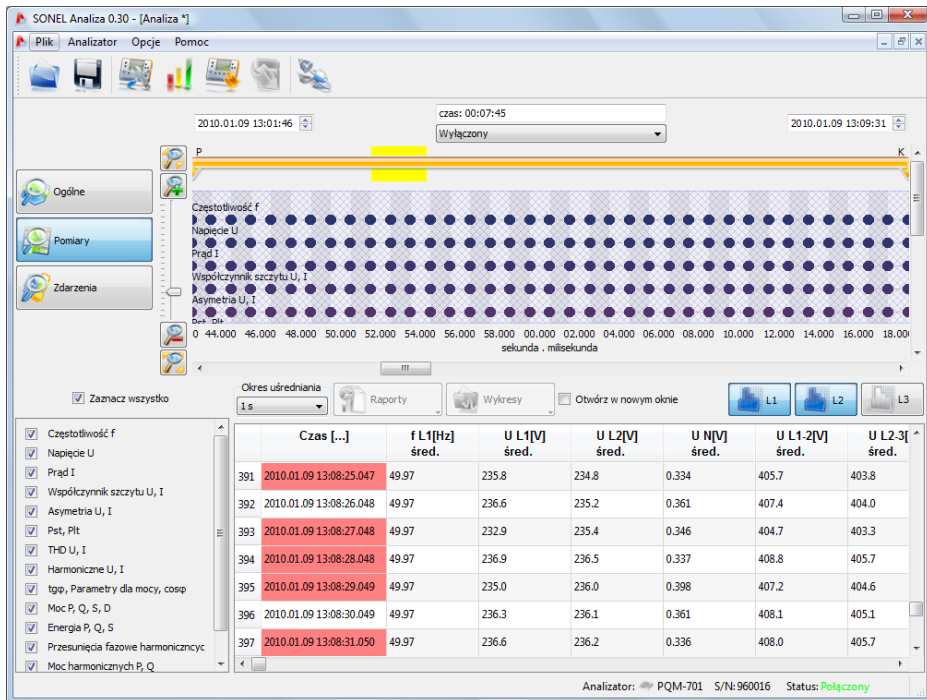 SONEL Analiza 0.30 - [Analiza *]
Plik Analizator Opcje Pomoc
czas: 00:07:45
2010.01.09 13:01:46
2010.01.09 13:09:31
Wyłączony
P K
Ogólne
Pomiary
Zdarzenia
Częstotliwość f
Napięcie U
Prąd I
Współczynnik szczytu U, I
Asymetria U, I
Pst, Plt
0 44.000 46.000 48.000 50.000 52.000 54.000 56.000 58.000 00.000 02.000 04.000 06.000 08.000 10.000 12.000 14.000 16.000 18.000
sekunda . milisekunda
Zaznacz wszystko
Okres uśredniania
1 s
Raporty
Wykresy
Otwórz w nowym oknie
L1 L2 L3
Częstotliwość f
Napięcie U
Prąd I
Współczynnik szczytu U, I
Asymetria U, I
Pst, Plt
THD U, I
Harmoniczne U, I
tgφ, Parametry dla mocy, cosφ
Moc P, Q, S, D
Energia P, Q, S
Przesunięcia fazowe harmonicznyc
Moc harmonicznych P, Q
Czas [...] f L1[Hz] U L1[V] U L2[V] U N[V] U L1-2[V] U L2-3[
śred. śred. śred. śred. śred. śred.
391 2010.01.09 13:08:25.047 49.97 235.8 234.8 0.334 405.7 403.8
392 2010.01.09 13:08:26.048 49.97 236.6 235.2 0.361 407.4 404.0
393 2010.01.09 13:08:27.048 49.97 232.9 235.4 0.346 404.7 403.3
394 2010.01.09 13:08:28.048 49.97 236.9 236.5 0.337 408.8 405.7
395 2010.01.09 13:08:29.049 49.97 235.0 236.0 0.398 407.2 404.6
396 2010.01.09 13:08:30.049 49.97 236.3 236.1 0.361 408.1 405.1
397 2010.01.09 13:08:31.050 49.97 236.6 236.2 0.336 408.0 405.7
Analizator: PQM-701 S/N: 960016 Status: Połączony